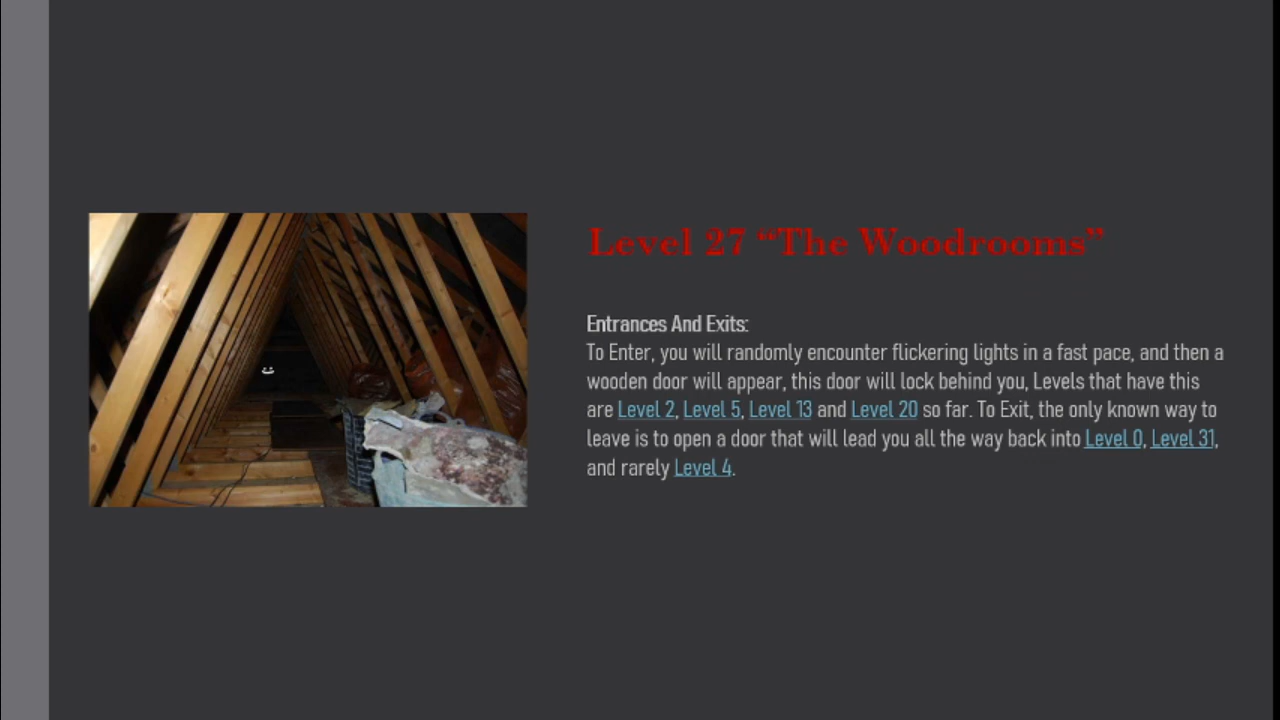 Level 27 “The Woodrooms”
Entrances And Exits:
To Enter, you will randomly encounter flickering lights in a fast pace, and then a
wooden door will appear, this door will lock behind you, Levels that have this
are Level 2, Level 5, Level 13 and Level 20 so far. To Exit, the only known way to
leave is to open a door that will lead you all the way back into Level 0, Level 31,
and rarely Level 4.